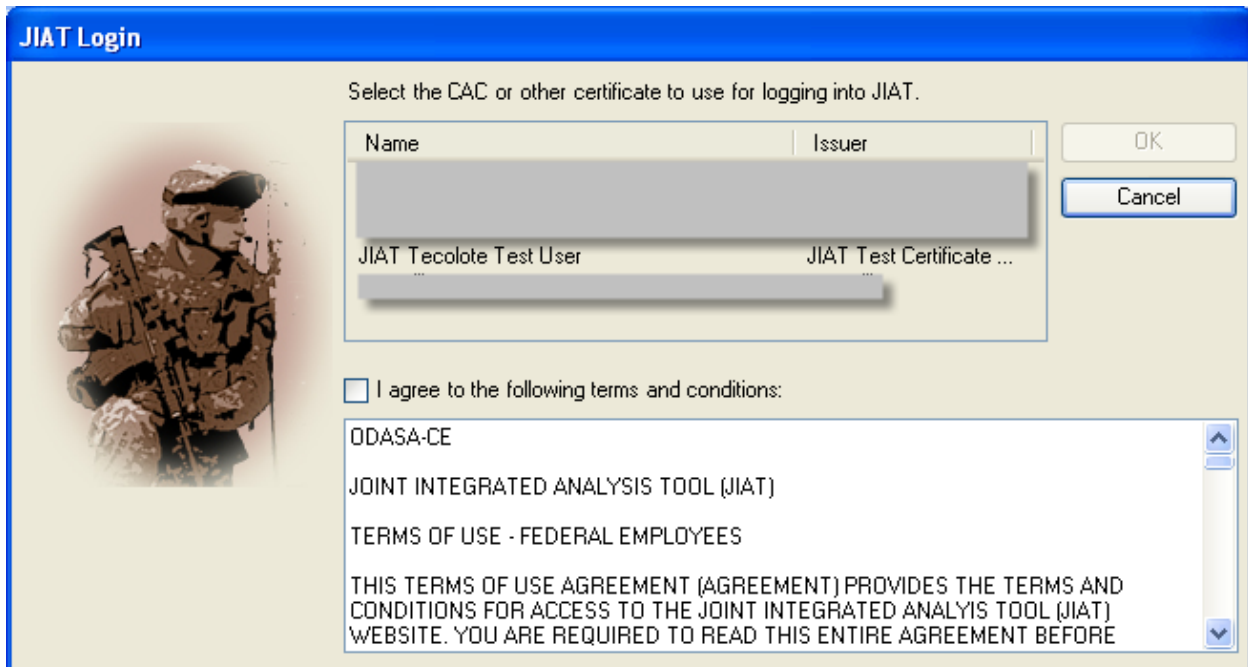 JIAT Login
Select the CAC or other certificate to use for logging into JIAT.
Name Issuer
OK
Cancel
JIAT Tecolote Test User JIAT Test Certificate ...
I agree to the following terms and conditions:
ODASA-CE
JOINT INTEGRATED ANALYSIS TOOL (JIAT)
TERMS OF USE - FEDERAL EMPLOYEES
THIS TERMS OF USE AGREEMENT (AGREEMENT) PROVIDES THE TERMS AND
CONDITIONS FOR ACCESS TO THE JOINT INTEGRATED ANALYIS TOOL (JIAT)
WEBSITE. YOU ARE REQUIRED TO READ THIS ENTIRE AGREEMENT BEFORE